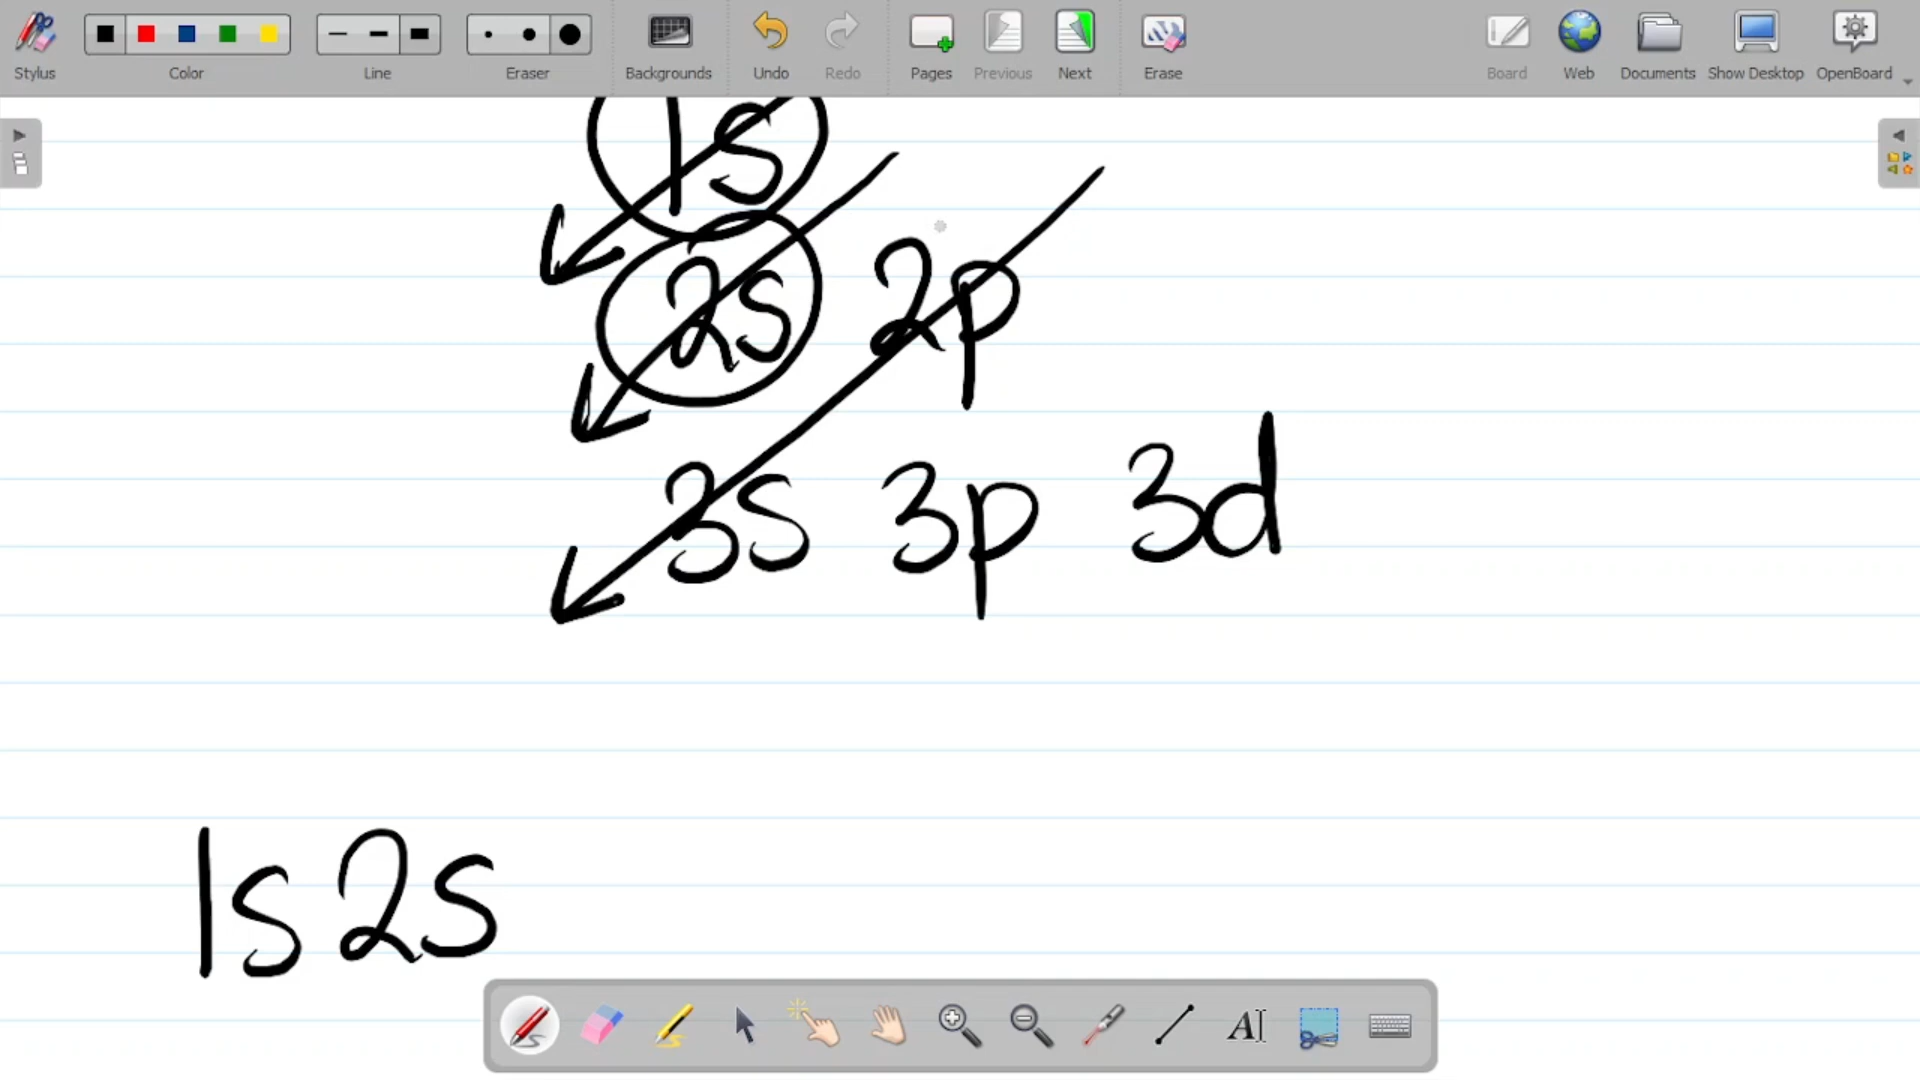 Stylus Color Line Eraser Backgrounds Undo Redo Pages Previous Next Erase Board Web Documents Show Desktop OpenBoard
1s
2s 2p
3s 3p 3d
1s 2s